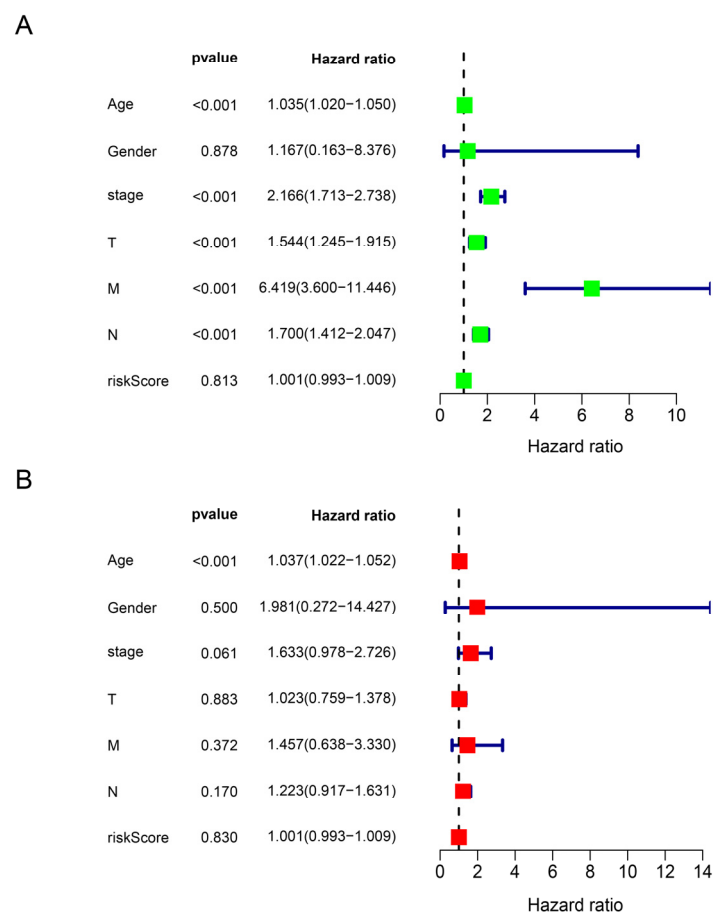 A
pvalue Hazard ratio
Age <0.001 1.035(1.020−1.050)
Gender 0.878 1.167(0.163−8.376)
stage <0.001 2.166(1.713−2.738)
T <0.001 1.544(1.245−1.915)
M <0.001 6.419(3.600−11.446)
N <0.001 1.700(1.412−2.047)
riskScore 0.813 1.001(0.993−1.009)
0 2 4 6 8 10
Hazard ratio
B
pvalue Hazard ratio
Age <0.001 1.037(1.022−1.052)
Gender 0.500 1.981(0.272−14.427)
stage 0.061 1.633(0.978−2.726)
T 0.883 1.023(0.759−1.378)
M 0.372 1.457(0.638−3.330)
N 0.170 1.223(0.917−1.631)
riskScore 0.830 1.001(0.993−1.009)
0 2 4 6 8 10 12 14
Hazard ratio